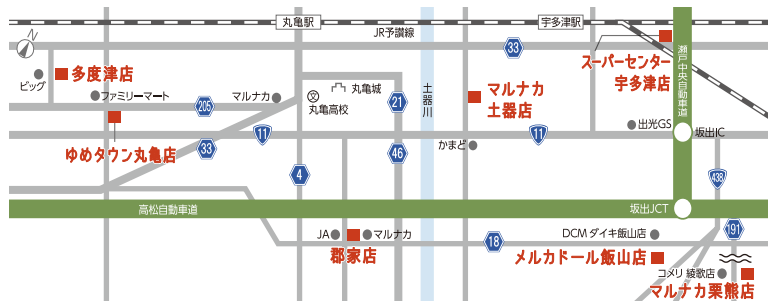 丸亀駅
宇多津駅
JR予讃線
N
33
スーパーセンター
宇多津店
瀬戸中央自動車道
多度津店
ビッグ
ファミリーマート
205
マルナカ
文
丸亀城
丸亀高校
21
土器川
マルナカ
土器店
出光GS
坂出IC
ゆめタウン丸亀店
33
11
46
かまど
11
4
438
高松自動車道
坂出JCT
JA
マルナカ
郡家店
18
DCMダイキ飯山店
191
メルカドール飯山店
コメリ 綾歌店
マルナカ栗熊店